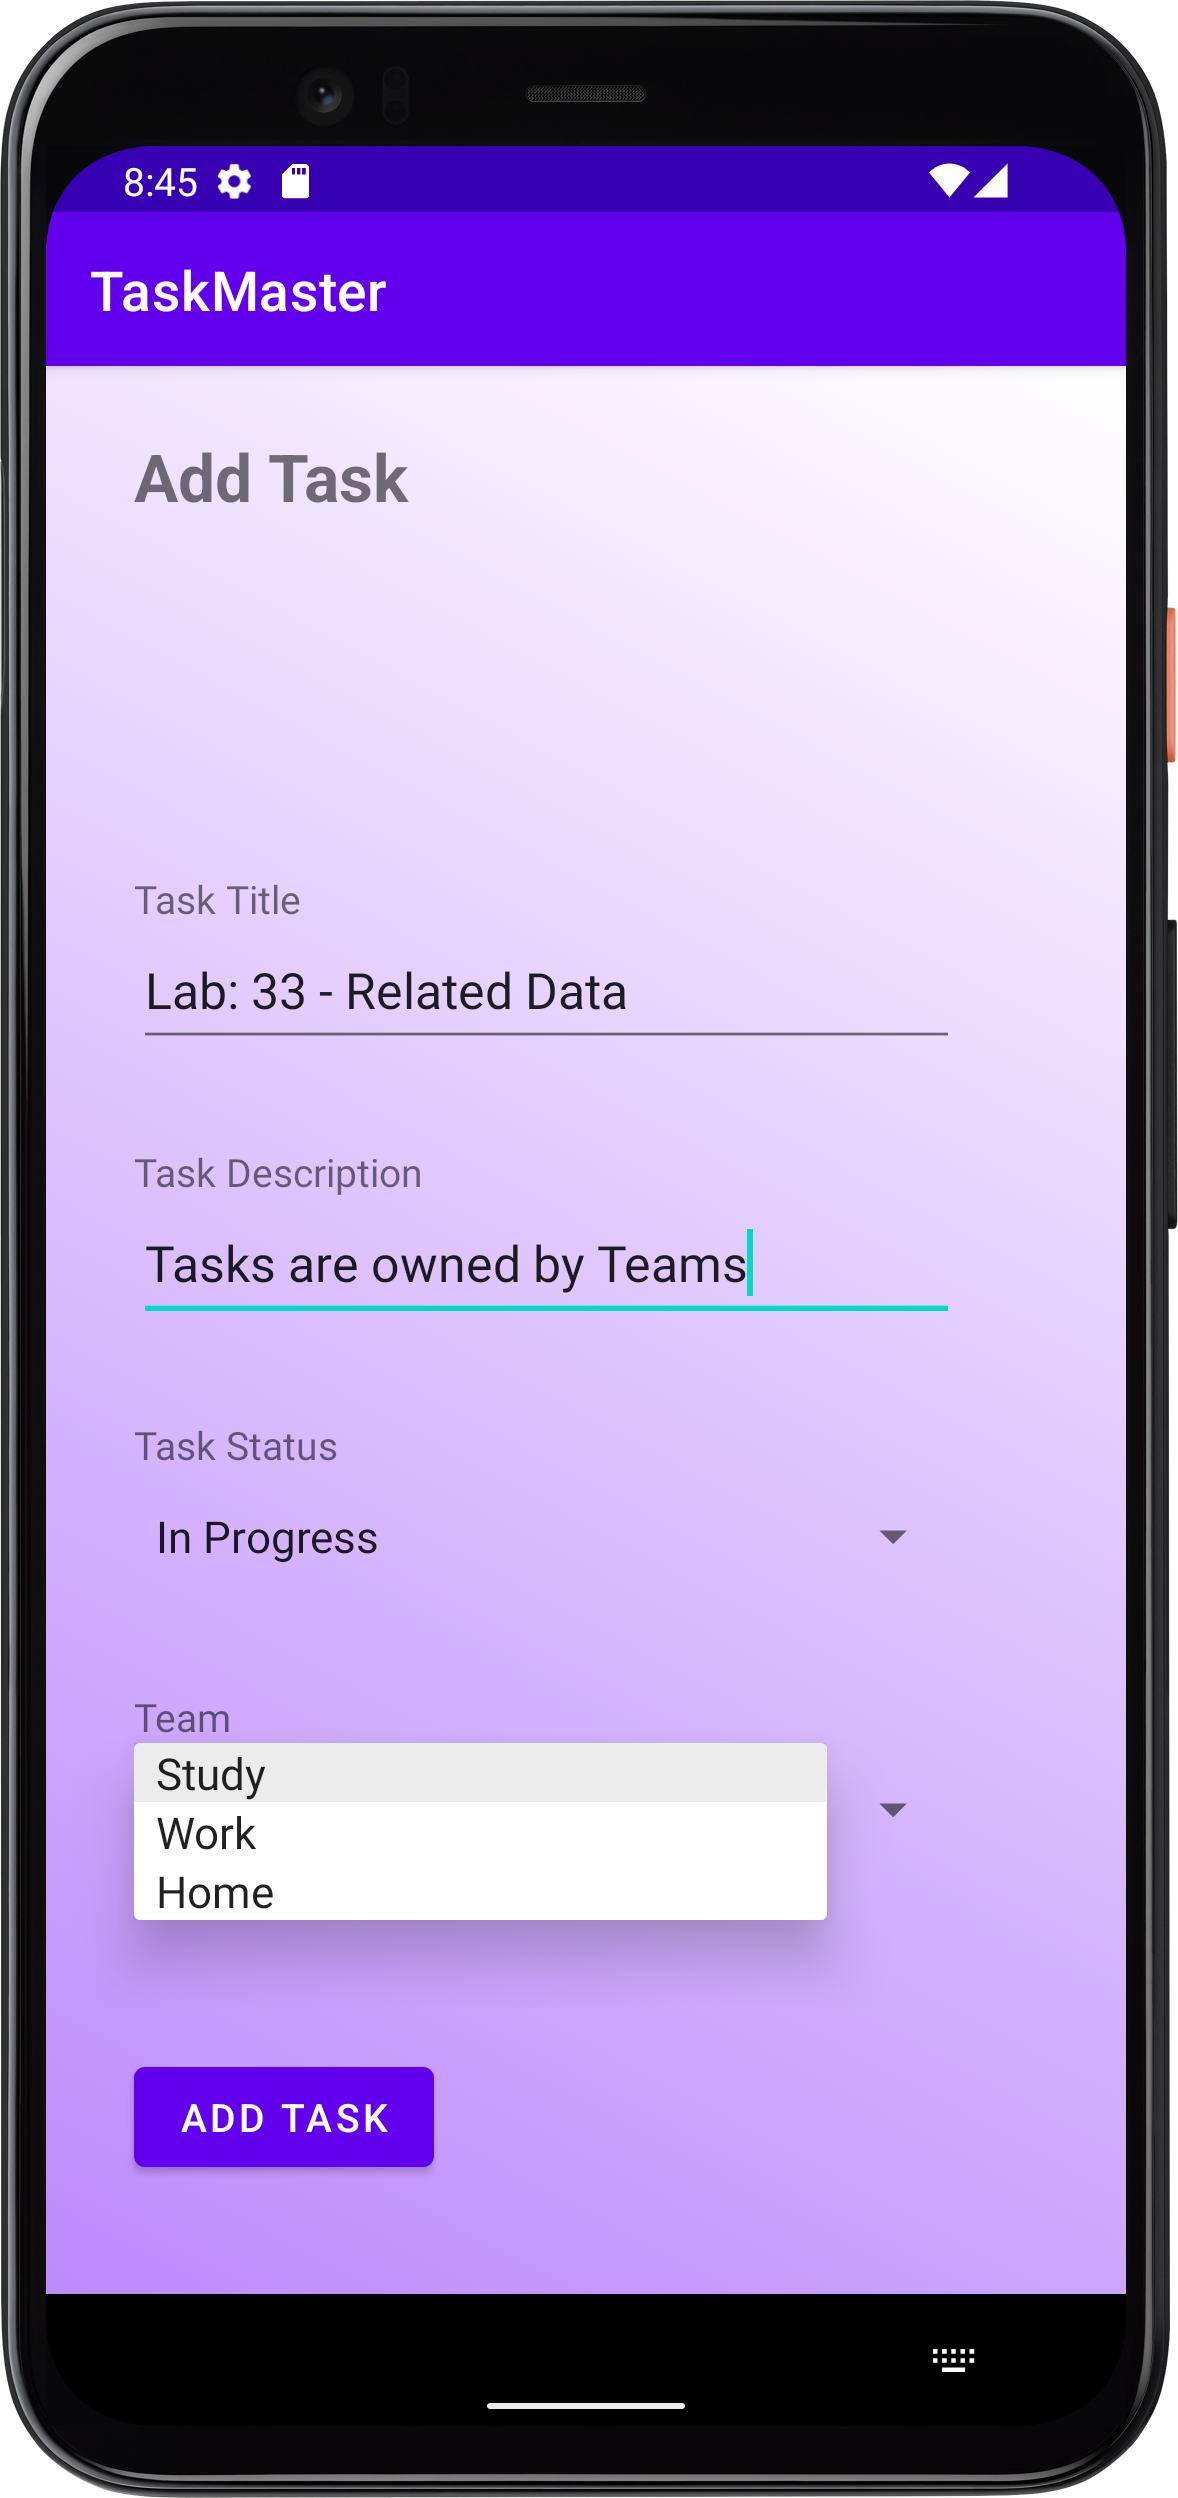 8:45
TaskMaster
Add Task
Task Title
Lab: 33 - Related Data
Task Description
Tasks are owned by Teams
Task Status
In Progress
Team
Study
Work
Home
ADD TASK